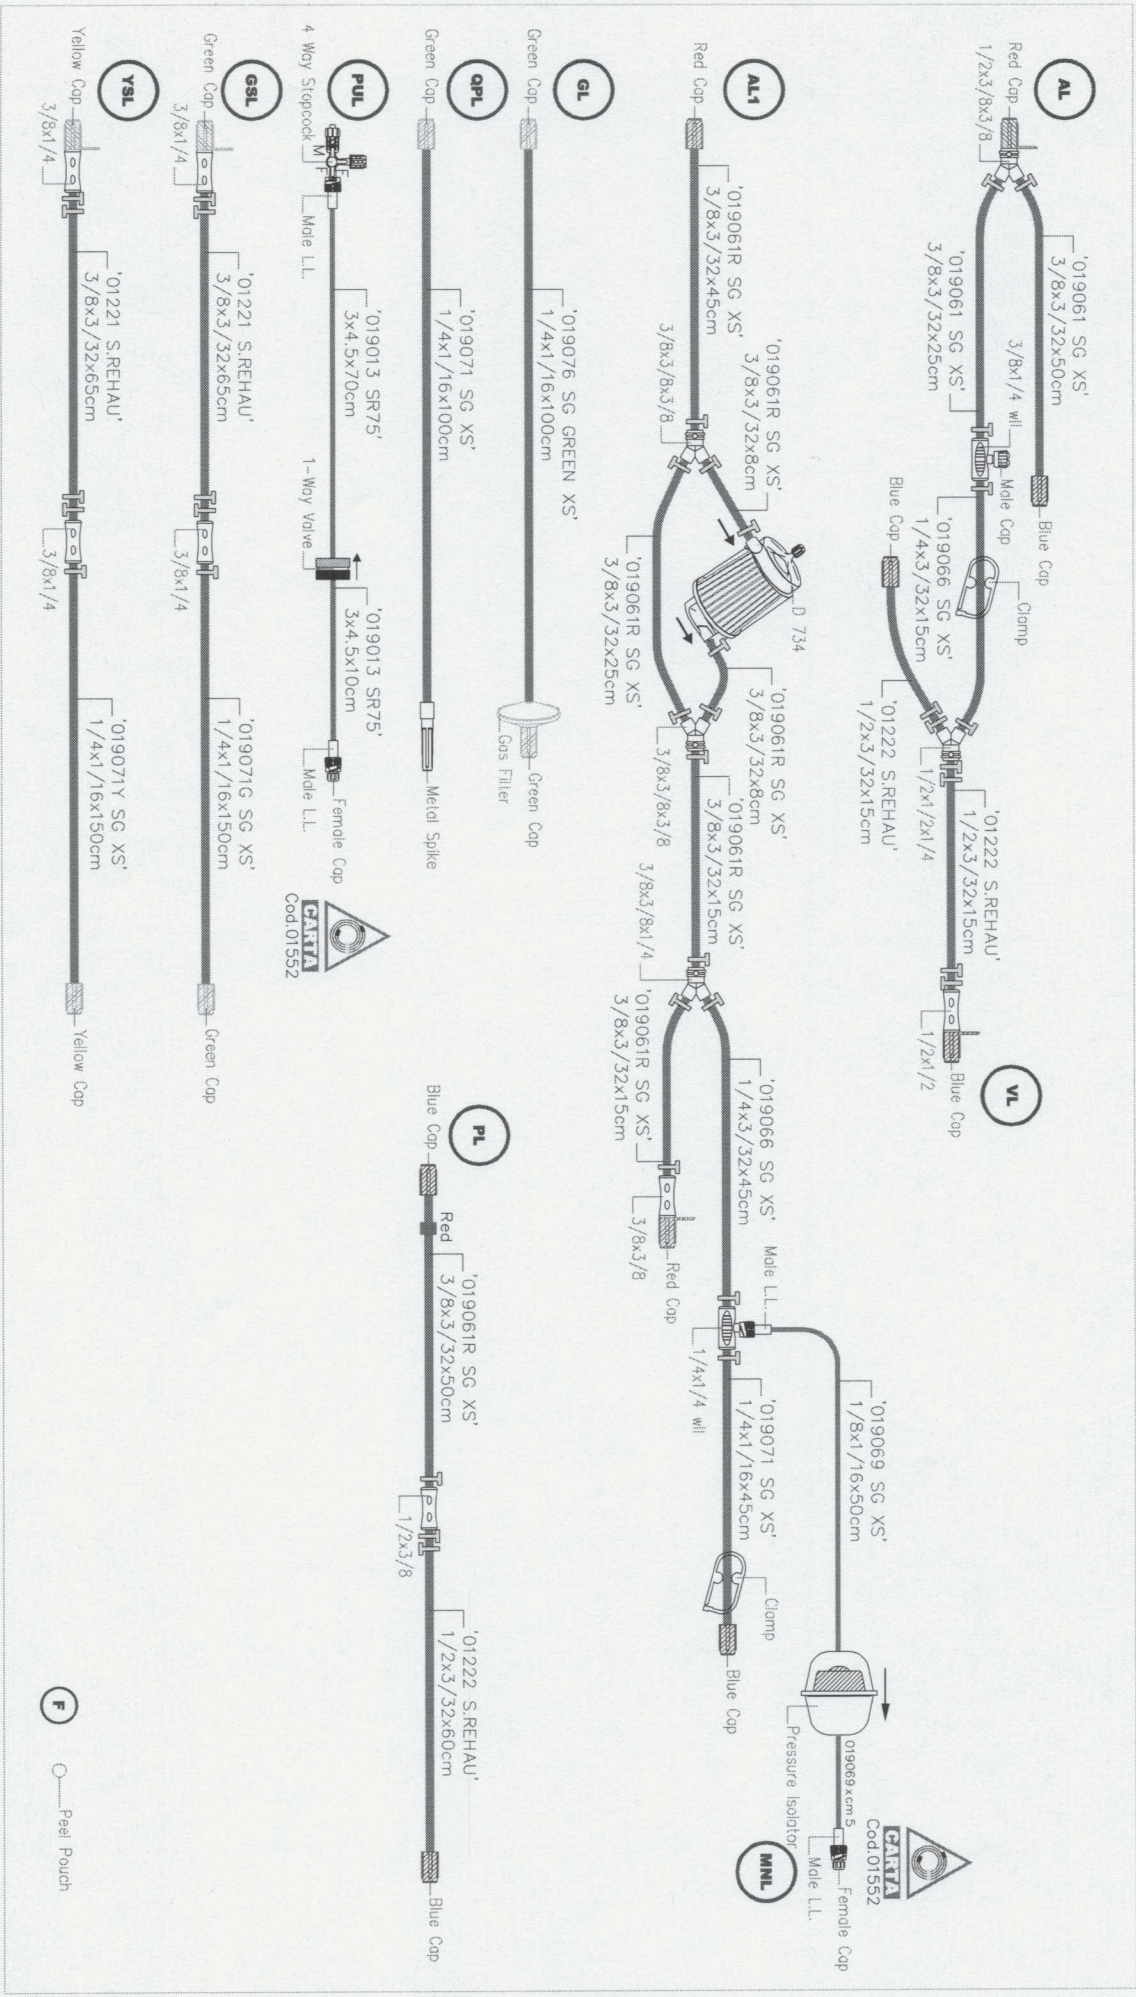 AL
Red Cap
1/2x3/8x3/8
'019061 SG XS'
3/8x3/32x50cm
Blue Cap
'019061 SG XS'
3/8x3/32x25cm
3/8x1/4 wll
Male Cap
'019066 SG XS'
1/4x3/32x15cm
Clamp
Blue Cap
'01222 S.REHAU'
1/2x3/32x15cm
1/2x1/2x1/4
'01222 S.REHAU'
1/2x3/32x15cm
1/2x1/2
Blue Cap
VL
AL1
Red Cap
'019061R SG XS'
3/8x3/32x45cm
3/8x3/8x3/8
'019061R SG XS'
3/8x3/32x8cm
D 734
'019061R SG XS'
3/8x3/32x25cm
'019061R SG XS'
3/8x3/32x8cm
3/8x3/8x3/8
'019061R SG XS'
3/8x3/32x15cm
3/8x3/8x1/4
'019061R SG XS'
3/8x3/32x15cm
3/8x3/8
Red Cap
'019066 SG XS'
1/4x3/32x45cm
Male L.L.
1/4x1/4 wll
'019069 SG XS'
1/8x1/16x50cm
'019071 SG XS'
1/4x1/16x45cm
Clamp
Blue Cap
Pressure Isolator
019069xcm5
Male L.L.
Female Cap
CARTA
Cod.01552
MNL
GL
Green Cap
'019076 SG GREEN XS'
1/4x1/16x100cm
Gas Filter
Green Cap
QPL
Green Cap
'019071 SG XS'
1/4x1/16x100cm
Metal Spike
PL
Blue Cap
Red
'019061R SG XS'
3/8x3/32x50cm
1/2x3/8
'01222 S.REHAU'
1/2x3/32x60cm
Blue Cap
PUL
4 Way Stopcock
M
F
F
Male L.L.
'019013 SR75'
3x4.5x70cm
1-Way Valve
'019013 SR75'
3x4.5x10cm
Male L.L.
Female Cap
CARTA
Cod.01552
GSL
Green Cap
3/8x1/4
'01221 S.REHAU'
3/8x3/32x65cm
3/8x1/4
'019071G SG XS'
1/4x1/16x150cm
Green Cap
YSL
Yellow Cap
3/8x1/4
'01221 S.REHAU'
3/8x3/32x65cm
3/8x1/4
'019071Y SG XS'
1/4x1/16x150cm
Yellow Cap
F
Peel Pouch